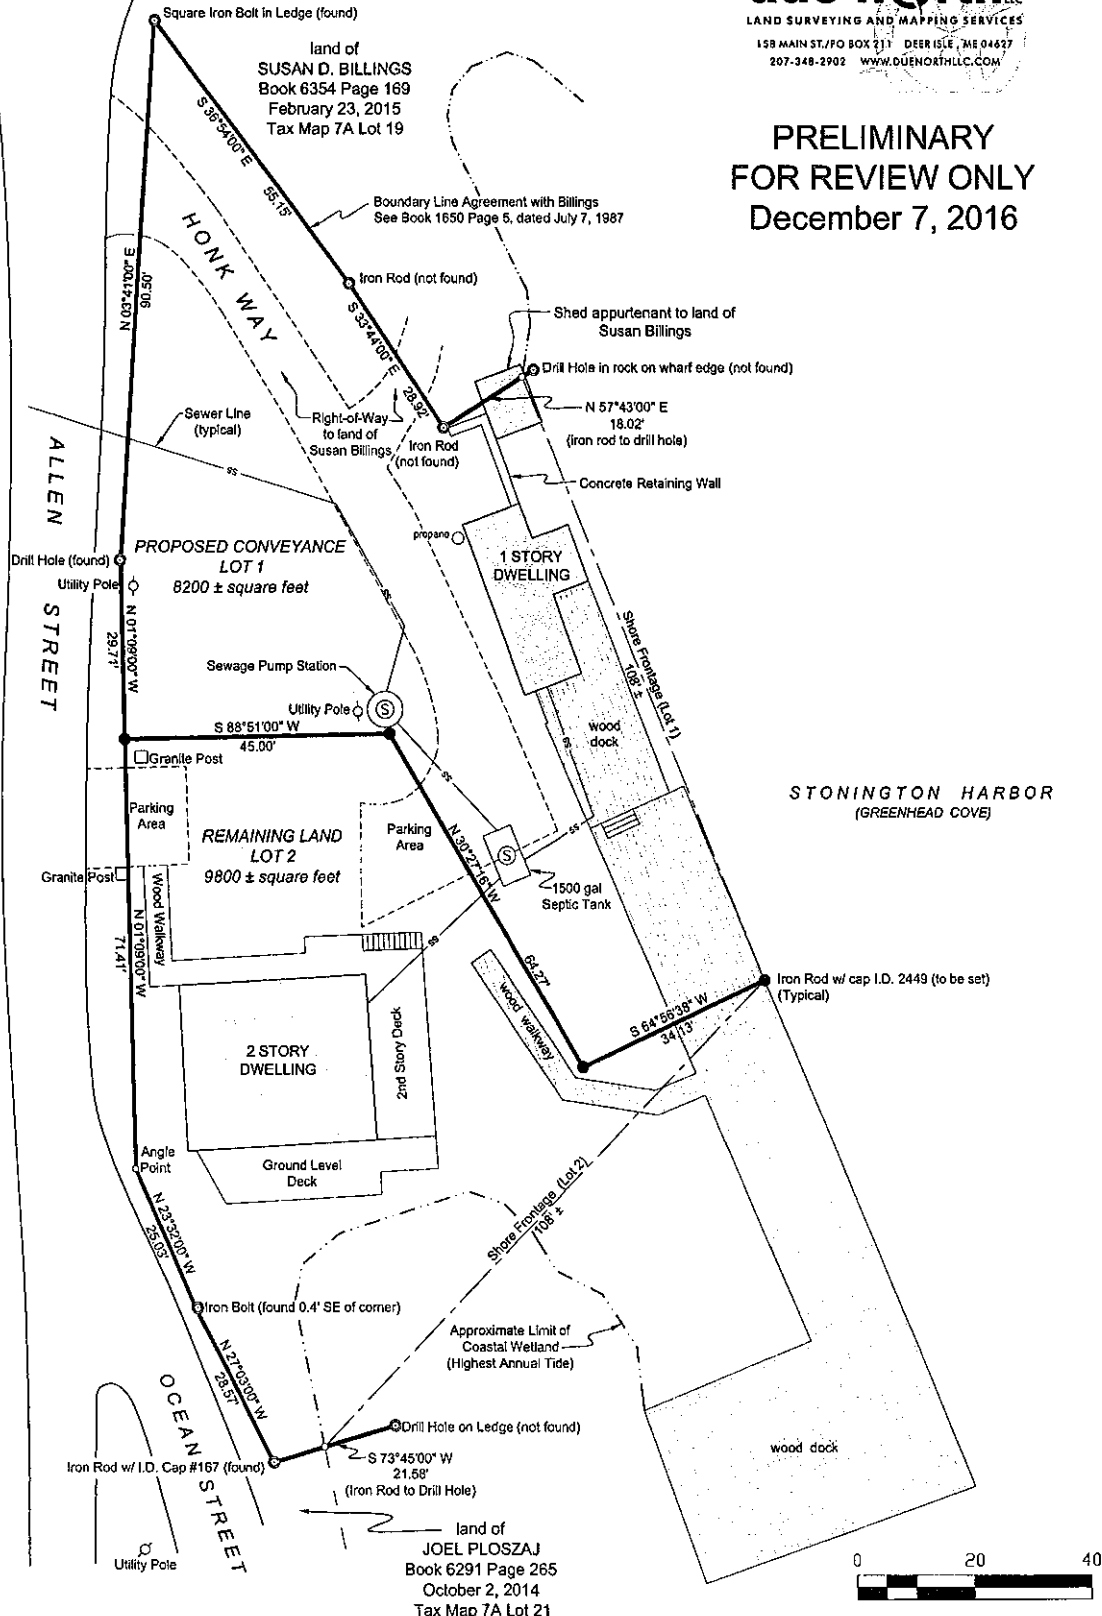 LAND SURVEYING AND MAPPING SERVICES
158 MAIN ST./PO BOX 211 DEER ISLE, ME 04627
207-348-2902 WWW.DUENORTHLLC.COM
PRELIMINARY
FOR REVIEW ONLY
December 7, 2016
Square Iron Bolt in Ledge (found)
land of
SUSAN D. BILLINGS
Book 6354 Page 169
February 23, 2015
Tax Map 7A Lot 19
S 36°54'00" E
55.15'
Boundary Line Agreement with Billings
See Book 1650 Page 5, dated July 7, 1987
HONK WAY
N 03°41'00" E
90.50'
Iron Rod (not found)
S 33°44'00" E
28.92'
Shed appurtenant to land of
Susan Billings
Drill Hole in rock on wharf edge (not found)
N 57°43'00" E
18.02'
(iron rod to drill hole)
Sewer Line
(typical)
Right-of-Way
to land of
Susan Billings
Iron Rod
(not found)
ss
Concrete Retaining Wall
ALLEN STREET
propane
1 STORY
DWELLING
PROPOSED CONVEYANCE
LOT 1
8200 ± square feet
Drill Hole (found)
Utility Pole
ss
N 01°09'00" W
29.71'
Shore Frontage (Lot 1)
108' ±
Sewage Pump Station
Utility Pole
S
S 88°51'00" W
45.00'
wood
dock
ss
Granite Post
ss
STONINGTON HARBOR
(GREENHEAD COVE)
Parking
Area
REMAINING LAND
LOT 2
9800 ± square feet
Parking
Area
N 30°27'16" W
64.27'
ss
S
1500 gal
Septic Tank
Granite Post
Wood Walkway
N 01°09'00" W
71.41'
ss
wood walkway
Iron Rod w/ cap I.D. 2449 (to be set)
(Typical)
S 64°56'38" W
34.13'
2 STORY
DWELLING
2nd Story Deck
Angle
Point
Ground Level
Deck
N 23°32'00" W
25.03'
Shore Frontage (Lot 2)
108' ±
Iron Bolt (found 0.4' SE of corner)
Approximate Limit of
Coastal Wetland
(Highest Annual Tide)
N 27°03'00" W
28.57'
OCEAN STREET
Drill Hole on Ledge (not found)
wood dock
Iron Rod w/ I.D. Cap #167 (found)
S 73°45'00" W
21.58'
(Iron Rod to Drill Hole)
land of
JOEL PLOSZAJ
Book 6291 Page 265
October 2, 2014
Tax Map 7A Lot 21
Utility Pole
0 20 40